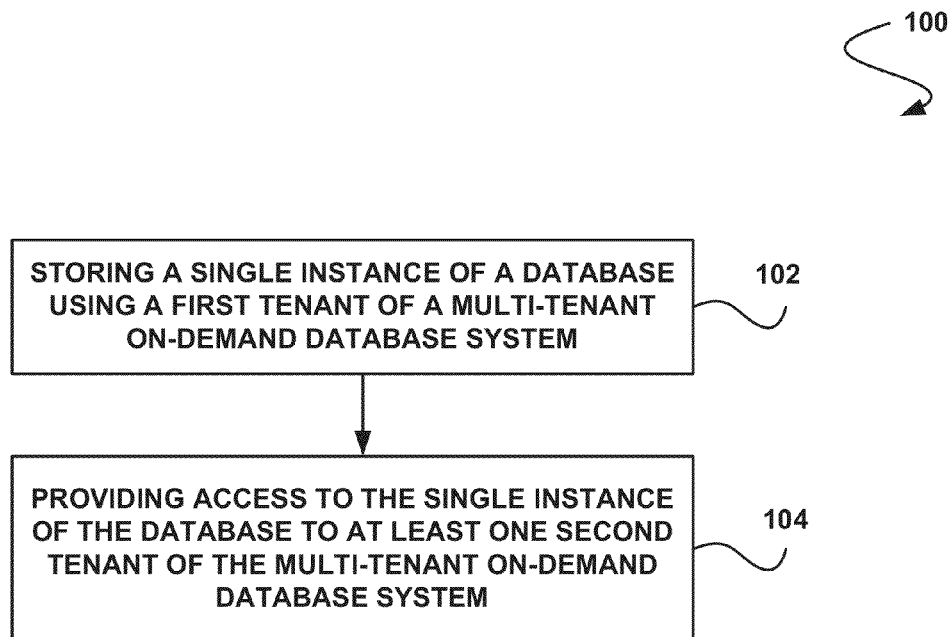 100
STORING A SINGLE INSTANCE OF A DATABASE
USING A FIRST TENANT OF A MULTI-TENANT
ON-DEMAND DATABASE SYSTEM
102
PROVIDING ACCESS TO THE SINGLE INSTANCE
OF THE DATABASE TO AT LEAST ONE SECOND
TENANT OF THE MULTI-TENANT ON-DEMAND
DATABASE SYSTEM
104